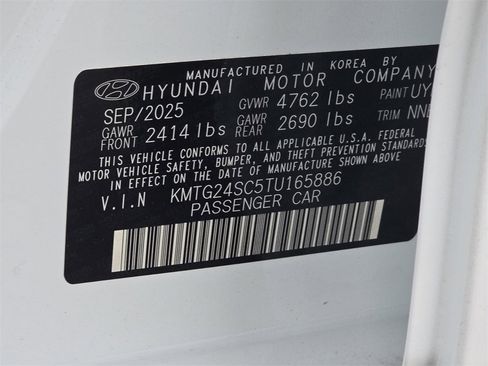 MANUFACTURED IN KOREA BY
HYUNDAI MOTOR COMPANY
SEP/2025 GVWR 4762 lbs PAINT UY
GAWR FRONT 2414 lbs GAWR REAR 2690 lbs TRIM NNB
THIS VEHICLE CONFORMS TO ALL APPLICABLE U.S.A. FEDERAL
MOTOR VEHICLE SAFETY, BUMPER, AND THEFT PREVENTION STANDARDS
IN EFFECT ON THE DATE OF MANUFACTURE SHOWN ABOVE.
V.I.N KMTG24SC5TU165886
PASSENGER CAR